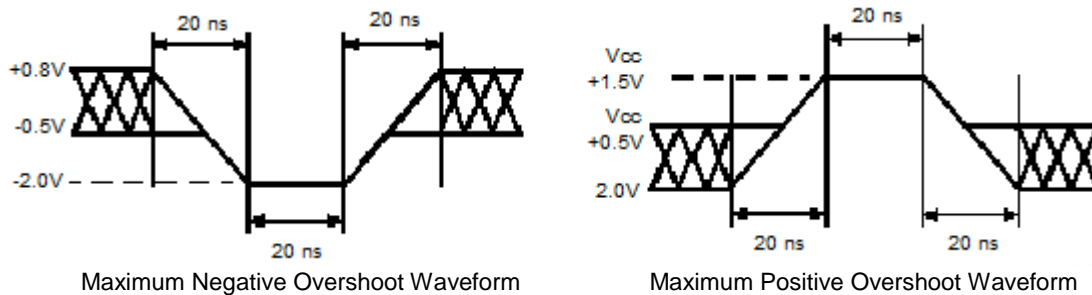 20 ns
20 ns
+0.8V
-0.5V
-2.0V
20 ns
Maximum Negative Overshoot Waveform
20 ns
Vcc
+1.5V
Vcc
+0.5V
2.0V
20 ns
20 ns
Maximum Positive Overshoot Waveform